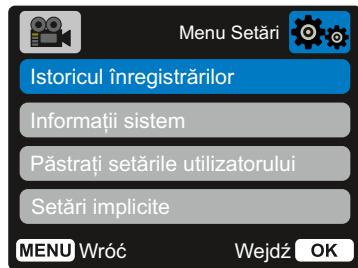 Menu Setări
Istoricul înregistrărilor
Informații sistem
Păstrați setările utilizatorului
Setări implicite
MENU Wróć Wejdź OK